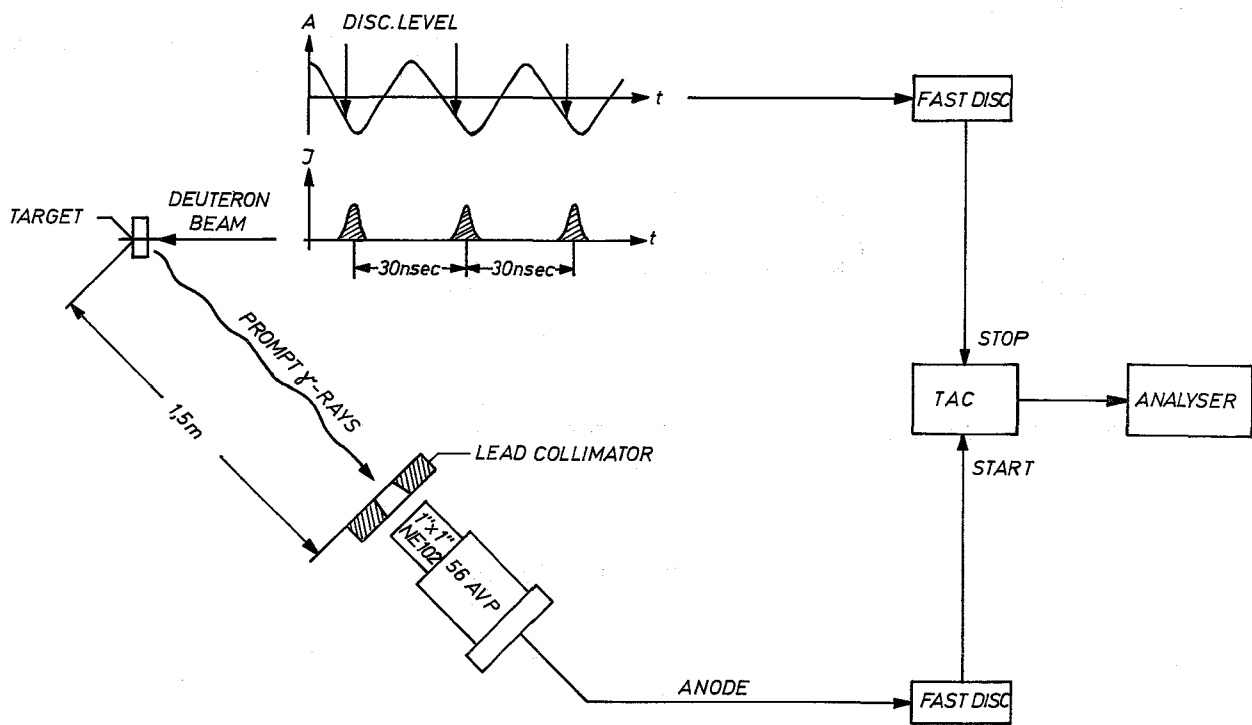 A DISC. LEVEL
t
FAST DISC
J
DEUTERON
BEAM
TARGET
t
30nsec 30nsec
STOP
PROMPT γ-RAYS
1,5m
TAC
ANALYSER
LEAD COLLIMATOR
START
1"x1"
NE102
56 AVP
ANODE
FAST DISC